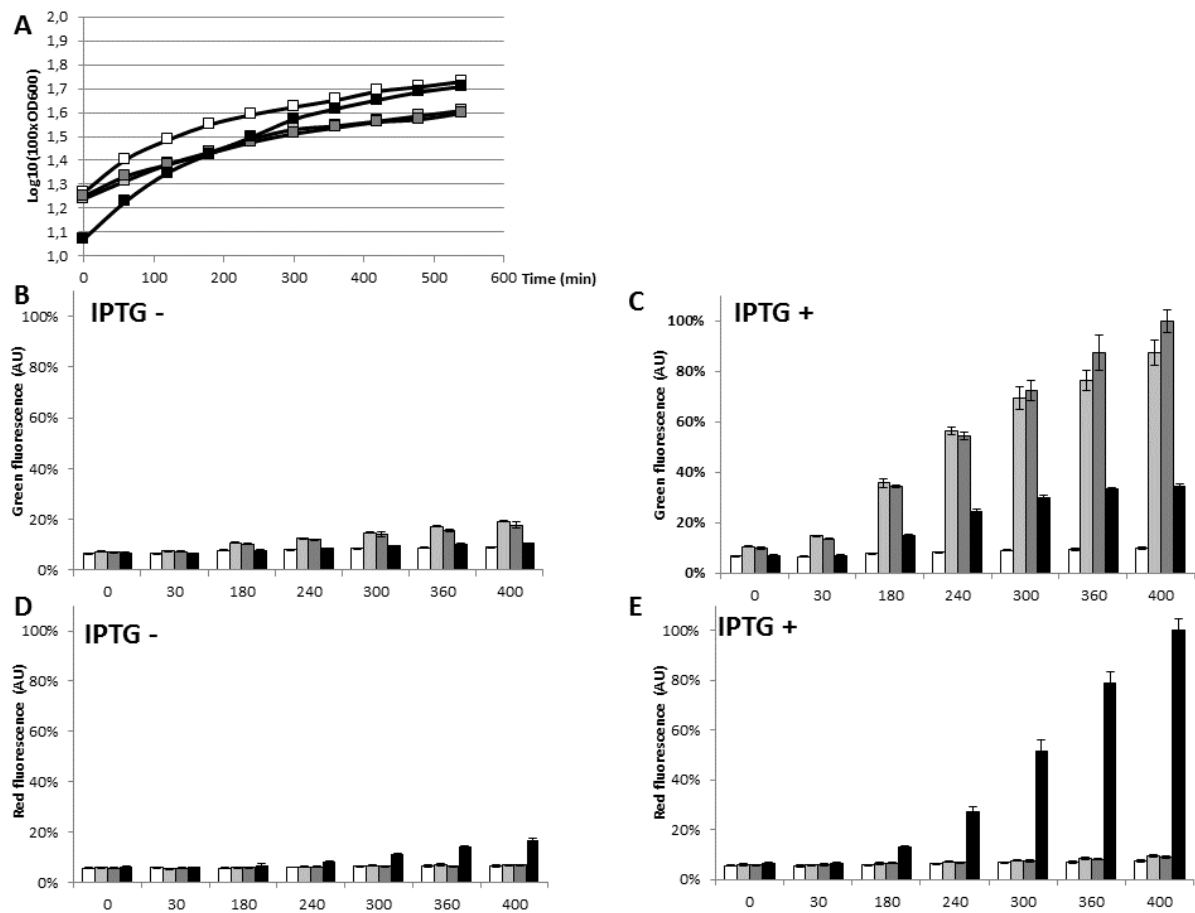 A
Log10(100xOD600)
2,0
1,9
1,8
1,7
1,6
1,5
1,4
1,3
1,2
1,1
1,0
0 100 200 300 400 500 600
Time (min)
B
IPTG -
Green fluorescence (AU)
100%
80%
60%
40%
20%
0%
0 30 180 240 300 360 400
C
IPTG +
Green fluorescence (AU)
100%
80%
60%
40%
20%
0%
0 30 180 240 300 360 400
D
IPTG -
Red fluorescence (AU)
100%
80%
60%
40%
20%
0%
0 30 180 240 300 360 400
E
IPTG +
Red fluorescence (AU)
100%
80%
60%
40%
20%
0%
0 30 180 240 300 360 400